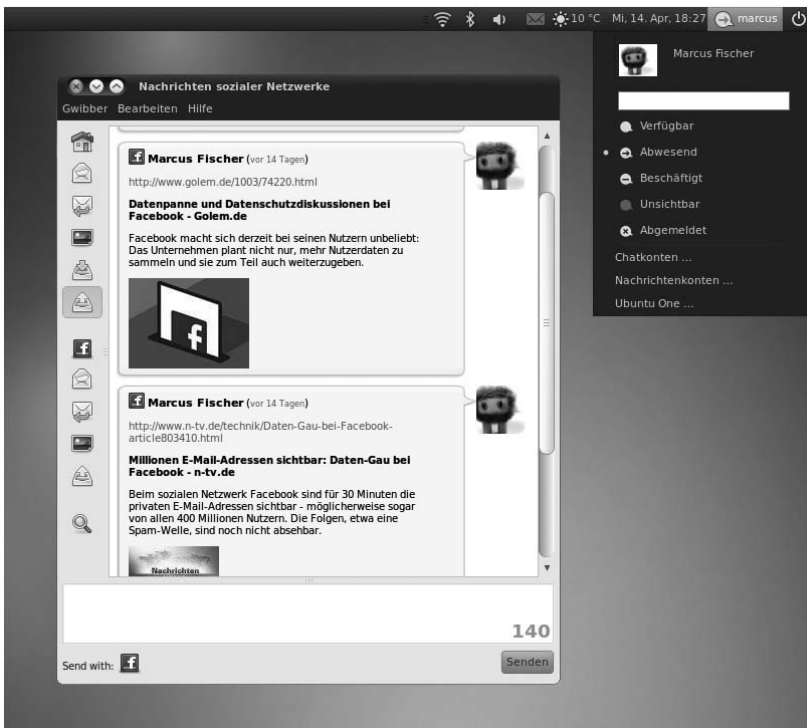 10 °C Mi, 14. Apr, 18:27 marcus
Marcus Fischer
Verfügbar
Abwesend
Beschäftigt
Unsichtbar
Abgemeldet
Chatkonten ...
Nachrichtenkonten ...
Ubuntu One ...
Nachrichten sozialer Netzwerke
Gwibber Bearbeiten Hilfe
Marcus Fischer (vor 14 Tagen)
http://www.golem.de/1003/74220.html
Datenpanne und Datenschutzdiskussionen bei
Facebook - Golem.de
Facebook macht sich derzeit bei seinen Nutzern unbeliebt:
Das Unternehmen plant nicht nur, mehr Nutzerdaten zu
sammeln und sie zum Teil auch weiterzugeben.
Marcus Fischer (vor 14 Tagen)
http://www.n-tv.de/technik/Daten-Gau-bei-Facebook-
article803410.html
Millionen E-Mail-Adressen sichtbar: Daten-Gau bei
Facebook - n-tv.de
Beim sozialen Netzwerk Facebook sind für 30 Minuten die
privaten E-Mail-Adressen sichtbar - möglicherweise sogar
von allen 400 Millionen Nutzern. Die Folgen, etwa eine
Spam-Welle, sind noch nicht absehbar.
Nachrichten
140
Send with:
Senden